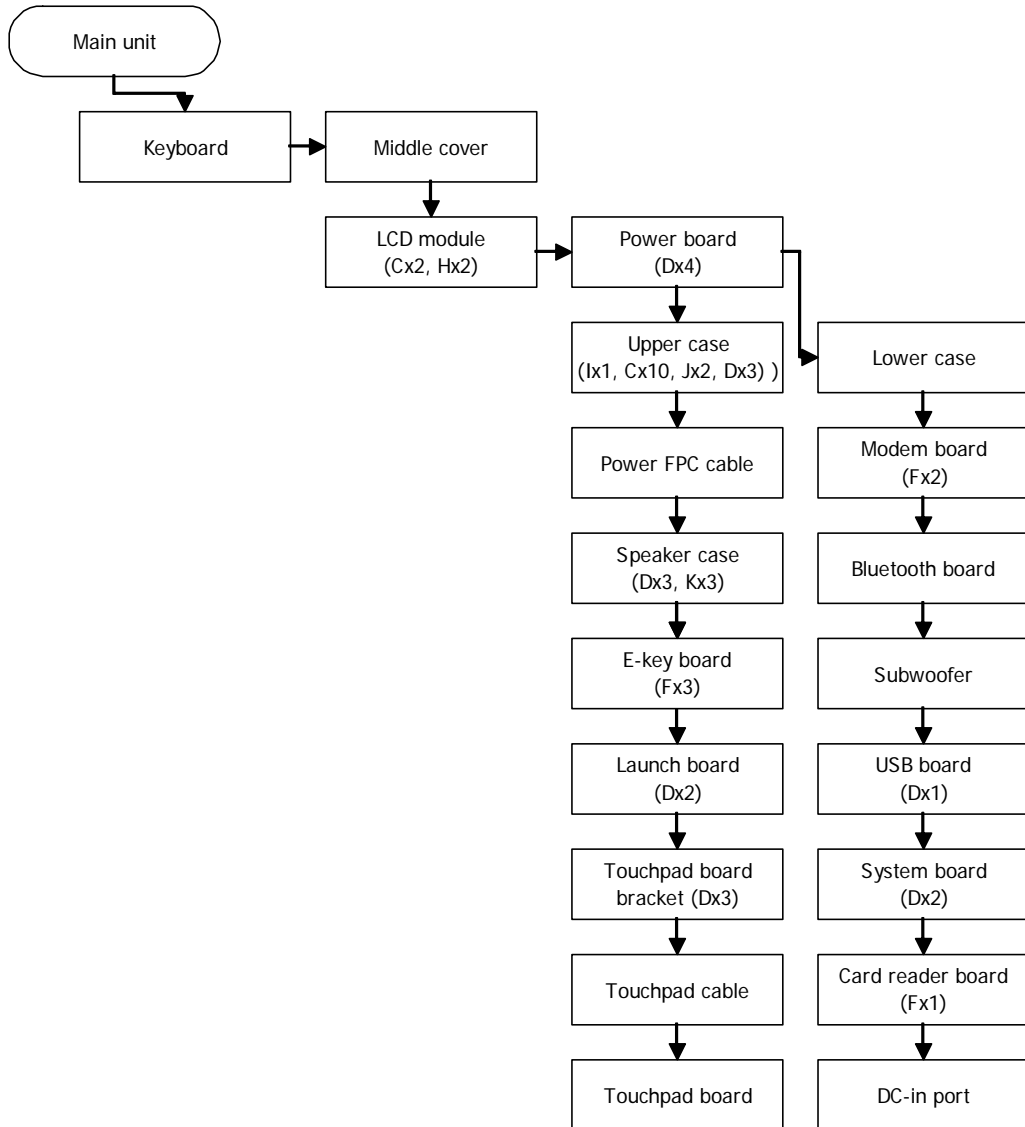 Main unit
Keyboard
Middle cover
LCD module
(Cx2, Hx2)
Power board
(Dx4)
Upper case
(Ix1, Cx10, Jx2, Dx3) )
Lower case
Power FPC cable
Modem board
(Fx2)
Speaker case
(Dx3, Kx3)
Bluetooth board
E-key board
(Fx3)
Subwoofer
Launch board
(Dx2)
USB board
(Dx1)
Touchpad board
bracket (Dx3)
System board
(Dx2)
Touchpad cable
Card reader board
(Fx1)
Touchpad board
DC-in port